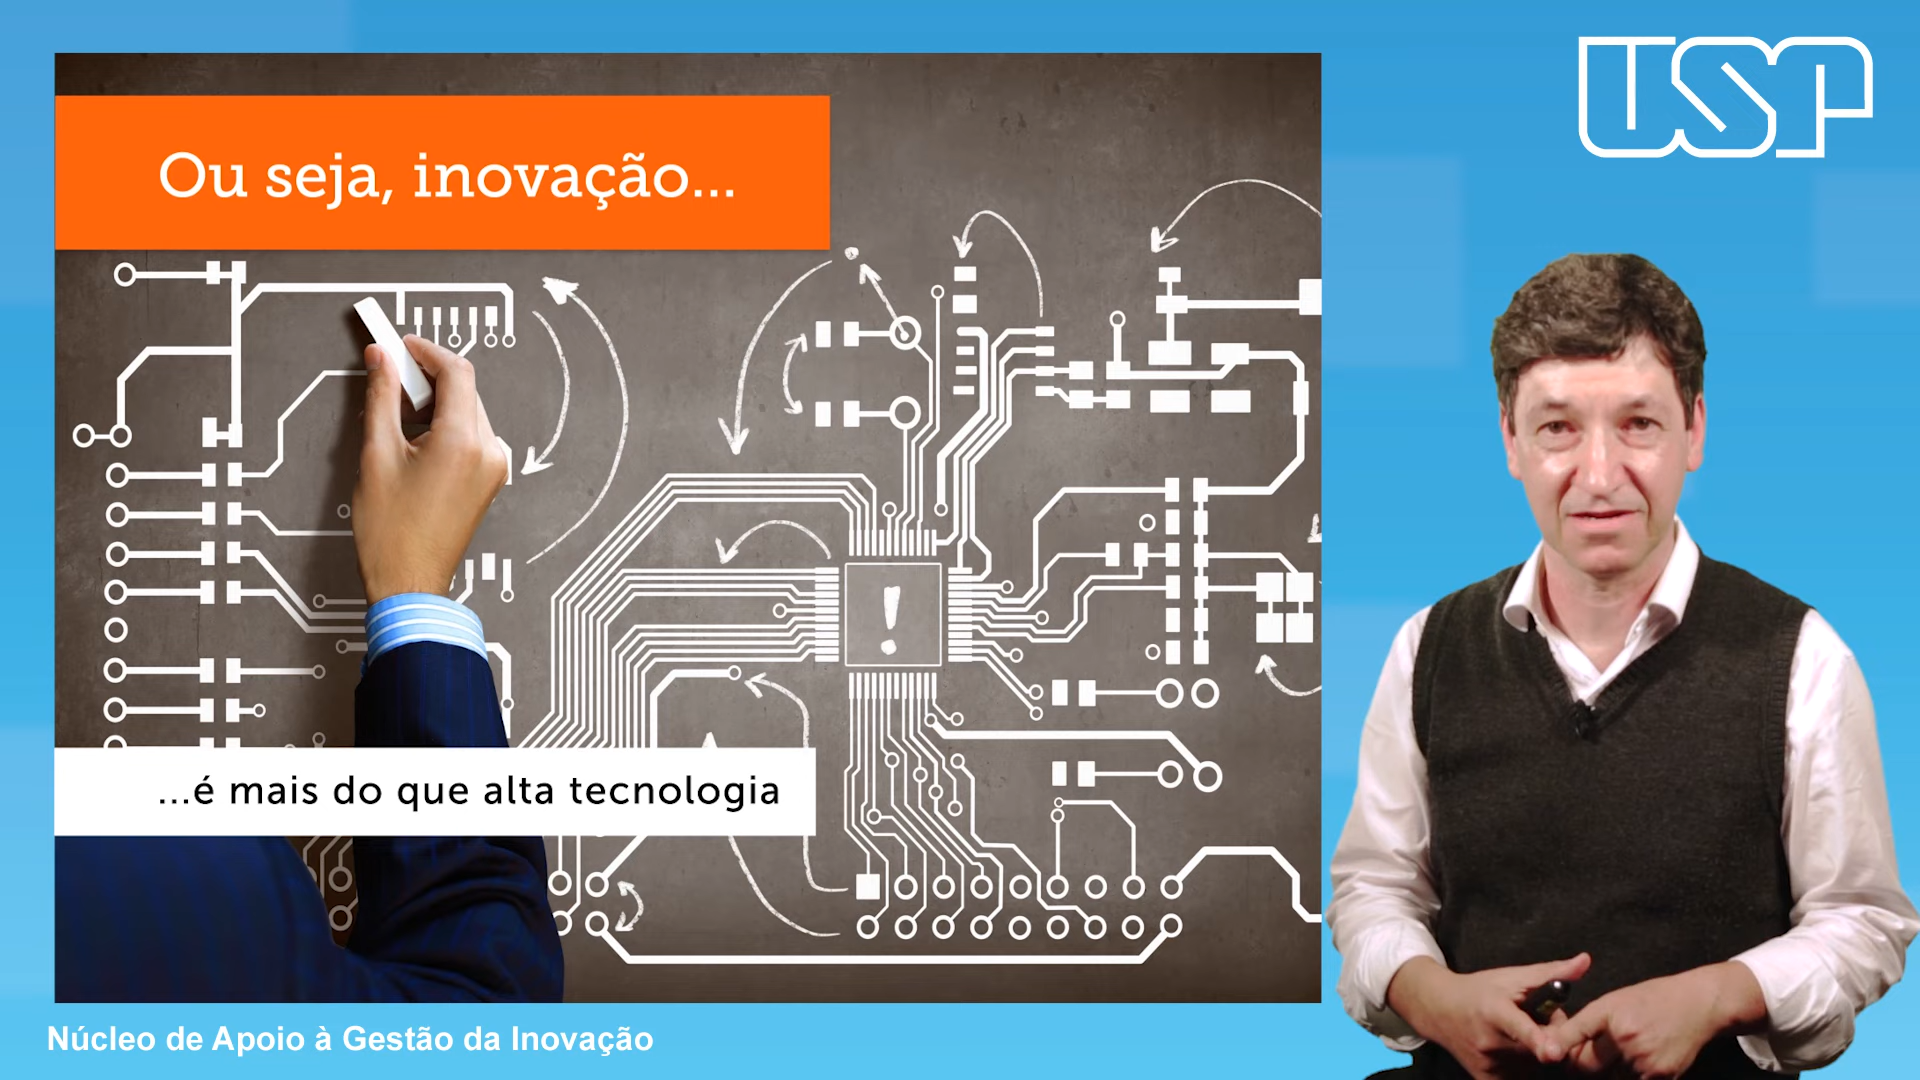 USP
Ou seja, inovação...
!
...é mais do que alta tecnologia
Núcleo de Apoio à Gestão da Inovação